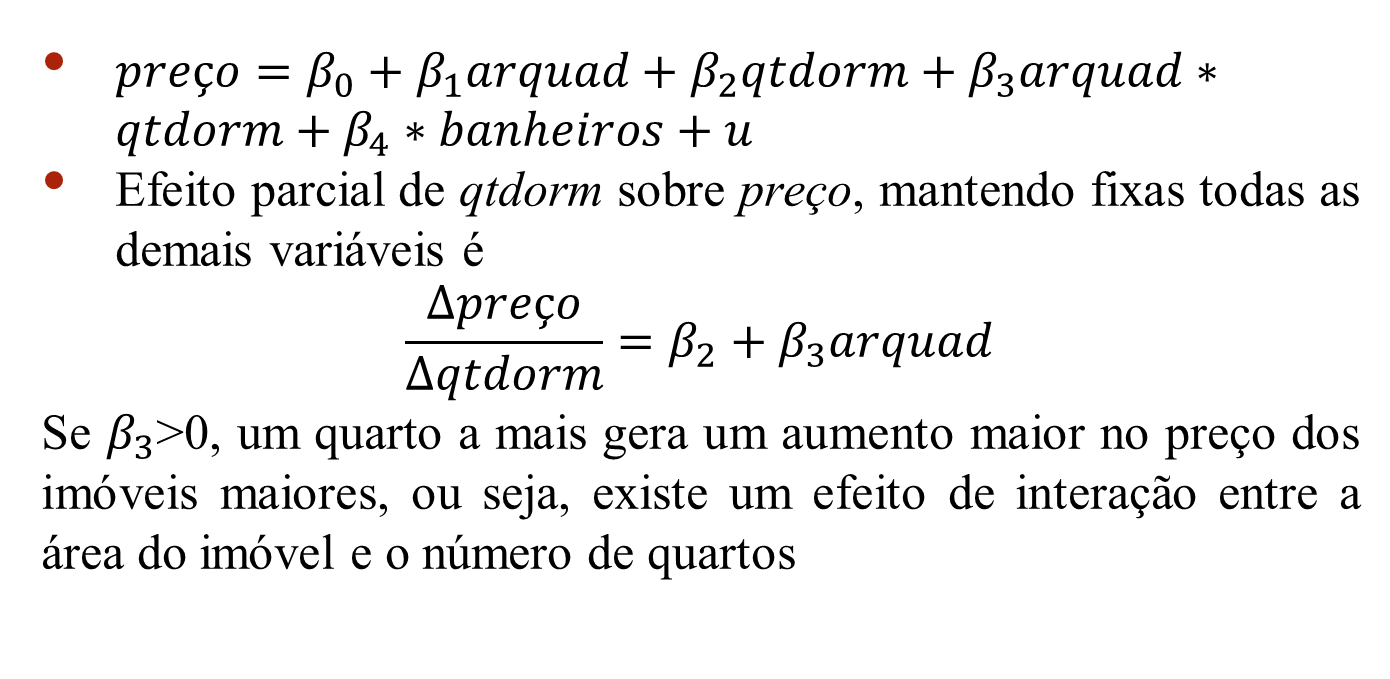 • preço = β₀ + β₁arquad + β₂qtdorm + β₃arquad ∗
qtdorm + β₄ ∗ banheiros + u
• Efeito parcial de qtdorm sobre preço, mantendo fixas todas as
demais variáveis é
Δpreço
Δqtdorm
= β₂ + β₃arquad
Se β₃>0, um quarto a mais gera um aumento maior no preço dos
imóveis maiores, ou seja, existe um efeito de interação entre a
área do imóvel e o número de quartos